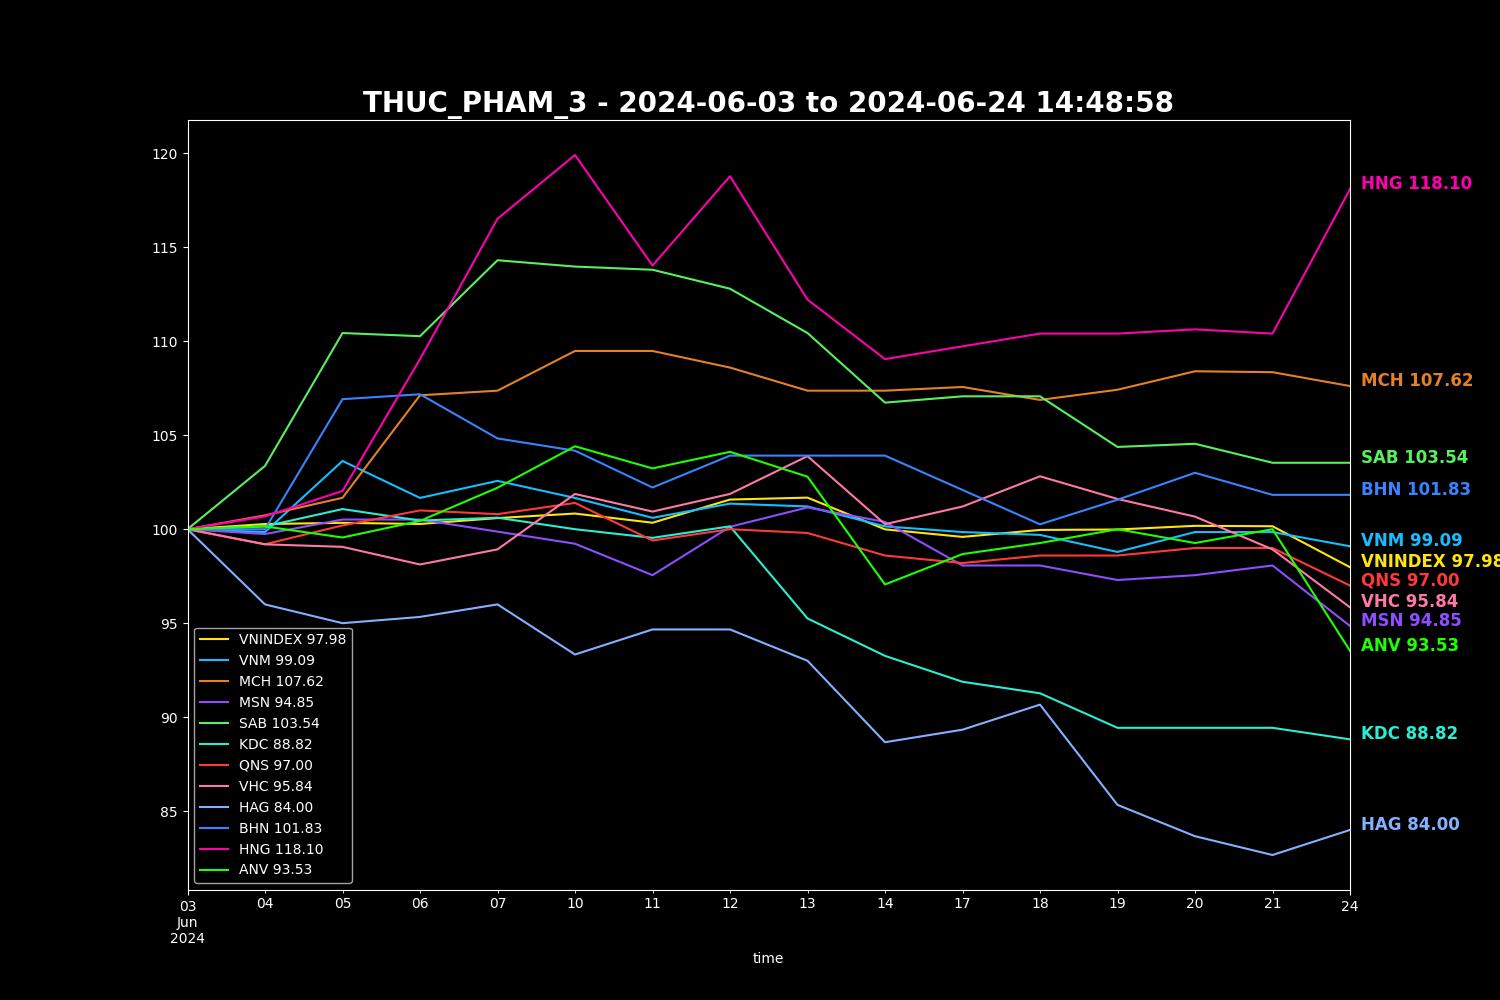 THUC_PHAM_3 - 2024-06-03 to 2024-06-24 14:48:58
120
115
110
105
100
95
90
85
HNG 118.10
MCH 107.62
SAB 103.54
BHN 101.83
VNM 99.09
VNINDEX 97.98
QNS 97.00
VHC 95.84
MSN 94.85
ANV 93.53
KDC 88.82
HAG 84.00
VNINDEX 97.98
VNM 99.09
MCH 107.62
MSN 94.85
SAB 103.54
KDC 88.82
QNS 97.00
VHC 95.84
HAG 84.00
BHN 101.83
HNG 118.10
ANV 93.53
03 04 05 06 07 10 11 12 13 14 17 18 19 20 21 24
Jun
2024
time